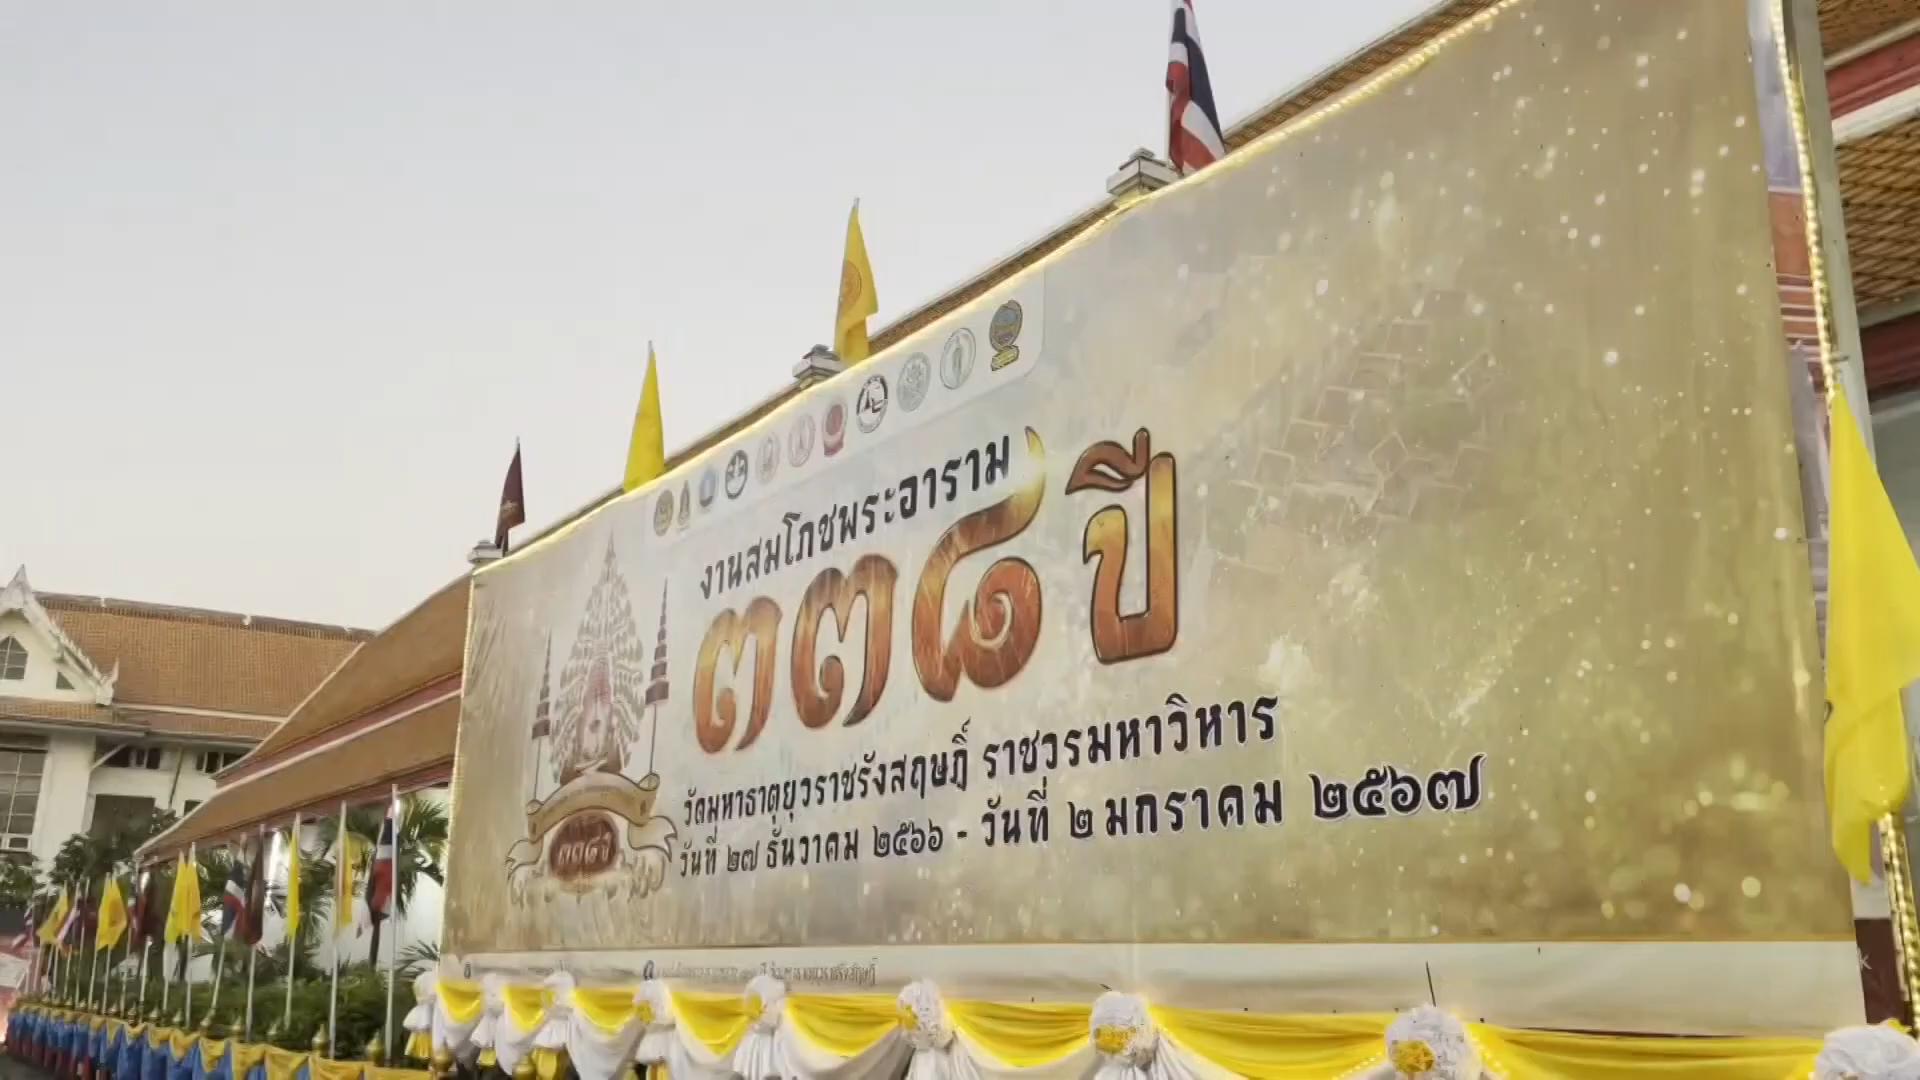 งานสมโภชพระอาราม
๓๓๘ ปี
วัดมหาธาตุยุวราชรังสฤษฎิ์ ราชวรมหาวิหาร
วันที่ ๒๗ ธันวาคม ๒๕๖๖ - วันที่ ๒ มกราคม ๒๕๖๗
๓๓๘ ปี